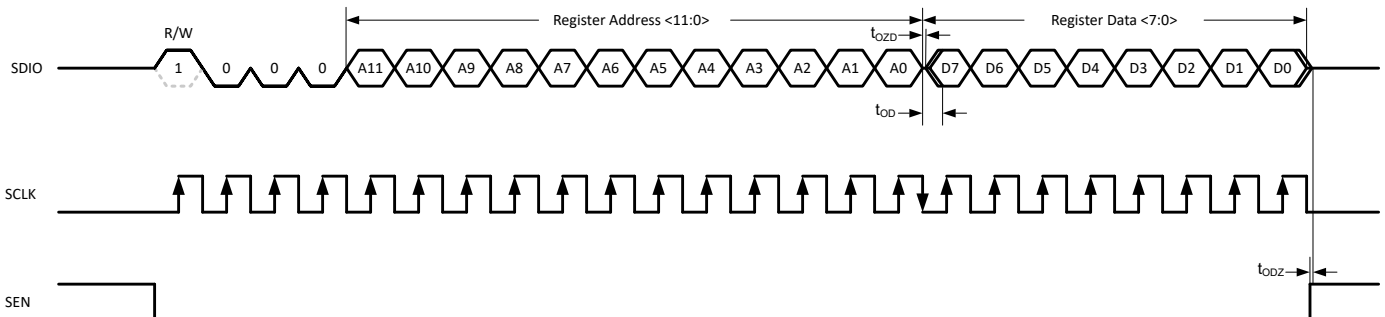 Register Address <11:0> Register Data <7:0>
R/W tOZD
SDIO 1 0 0 0 A11 A10 A9 A8 A7 A6 A5 A4 A3 A2 A1 A0 D7 D6 D5 D4 D3 D2 D1 D0
tOD
SCLK
tODZ
SEN